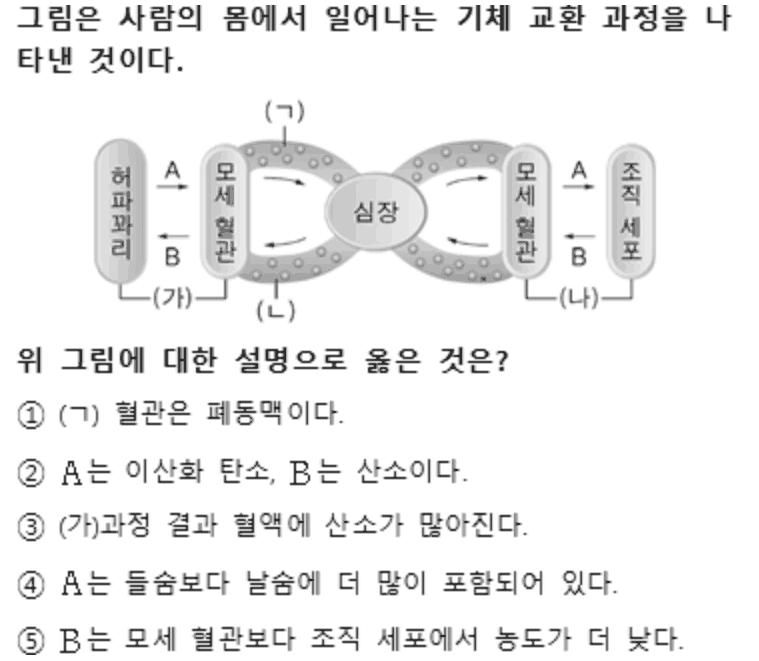 그림은 사람의 몸에서 일어나는 기체 교환 과정을 나
타낸 것이다.
(ㄱ)
허파꽈리
A
B
모세 혈관
심장
모세 혈관
A
B
조직 세포
(가)
(ㄴ)
(나)
위 그림에 대한 설명으로 옳은 것은?
① (ㄱ) 혈관은 폐동맥이다.
② A는 이산화 탄소, B는 산소이다.
③ (가)과정 결과 혈액에 산소가 많아진다.
④ A는 들숨보다 날숨에 더 많이 포함되어 있다.
⑤ B는 모세 혈관보다 조직 세포에서 농도가 더 낮다.